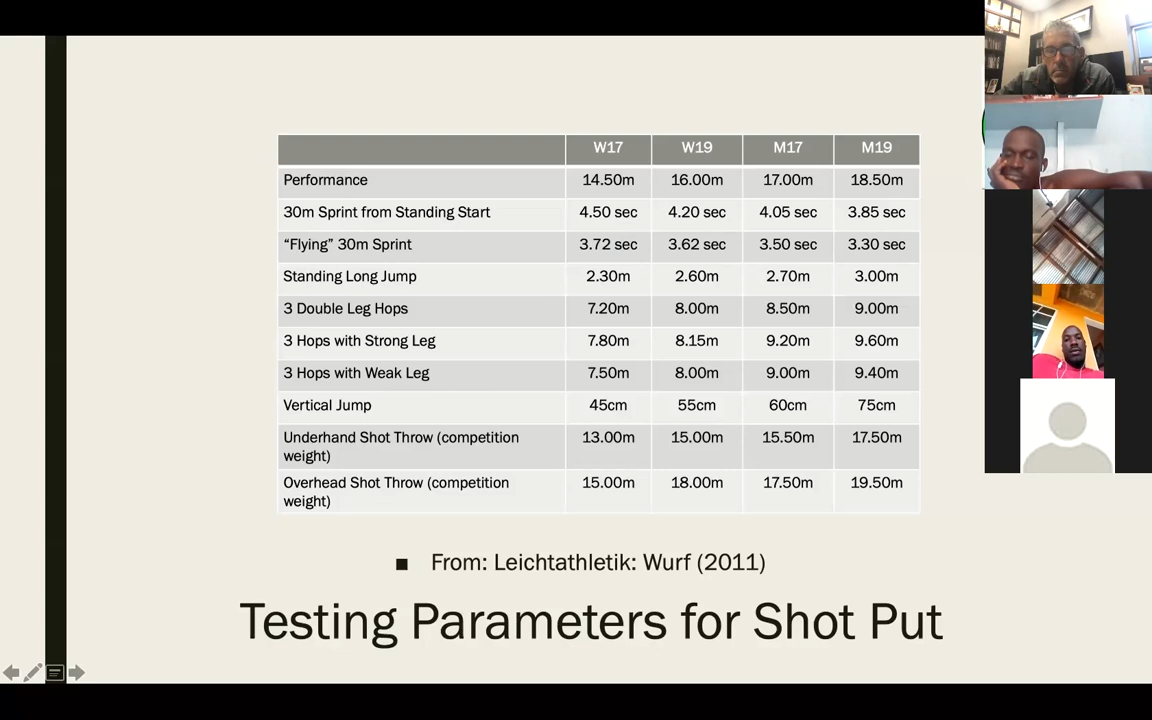 W17 W19 M17 M19
Performance 14.50m 16.00m 17.00m 18.50m
30m Sprint from Standing Start 4.50 sec 4.20 sec 4.05 sec 3.85 sec
“Flying” 30m Sprint 3.72 sec 3.62 sec 3.50 sec 3.30 sec
Standing Long Jump 2.30m 2.60m 2.70m 3.00m
3 Double Leg Hops 7.20m 8.00m 8.50m 9.00m
3 Hops with Strong Leg 7.80m 8.15m 9.20m 9.60m
3 Hops with Weak Leg 7.50m 8.00m 9.00m 9.40m
Vertical Jump 45cm 55cm 60cm 75cm
Underhand Shot Throw (competition 13.00m 15.00m 15.50m 17.50m
weight)
Overhead Shot Throw (competition 15.00m 18.00m 17.50m 19.50m
weight)
■ From: Leichtathletik: Wurf (2011)
Testing Parameters for Shot Put